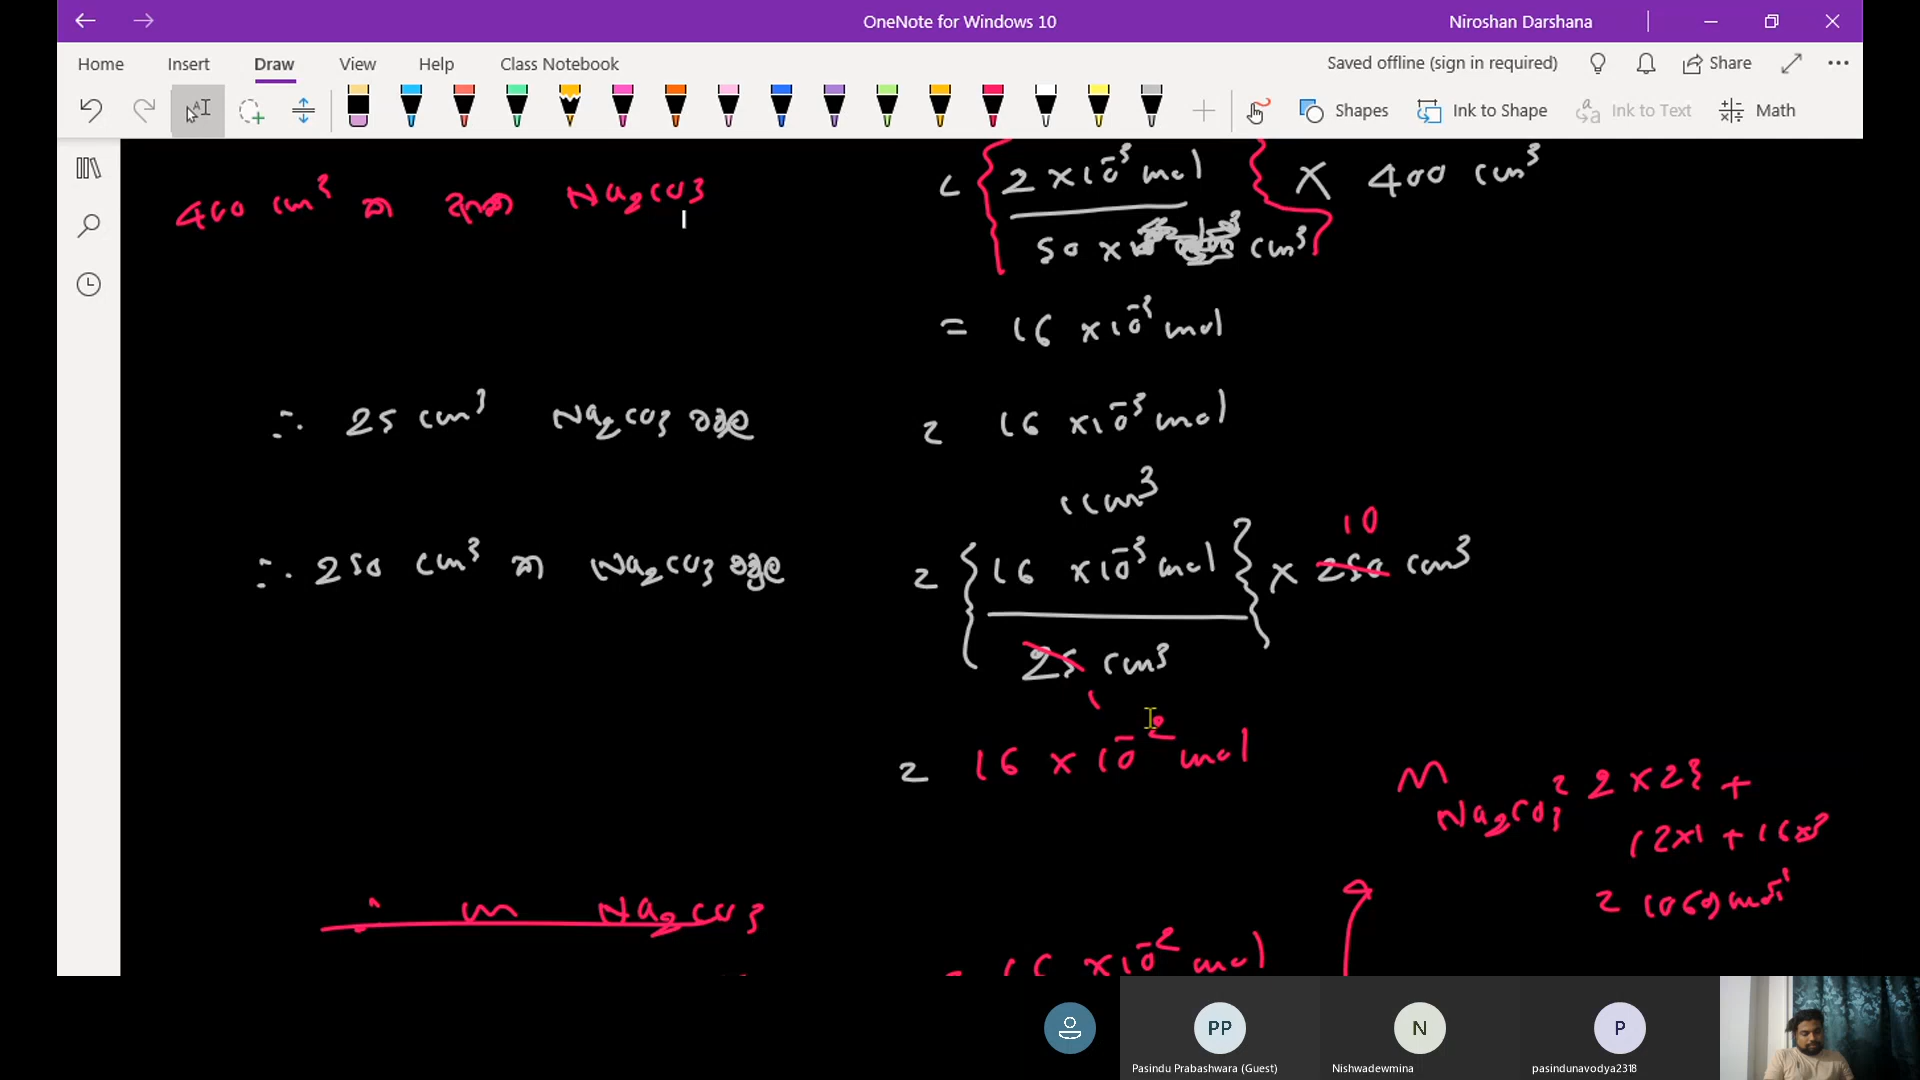 OneNote for Windows 10
Niroshan Darshana
Home Insert Draw View Help Class Notebook
Saved offline (sign in required) Share
Shapes Ink to Shape Ink to Text Math
400 cm³ Na₂CO₃
2 ×10⁻³ mol × 400 cm³
50 × cm³
= 16 ×10⁻³ mol
∴ 25 cm³ Na₂CO₃ = 16 ×10⁻³ mol
1 cm³
∴ 250 cm³ Na₂CO₃ = {16 ×10⁻³ mol} × 250 cm³
10
25 cm³
1
= 16 × 10⁻² mol
M Na₂CO₃ = 2 × 23 +
12×1 + 16×3
= 106 g mol⁻¹
∴ m Na₂CO₃
= 16 ×10⁻² mol
PP N P
Pasindu Prabashwara (Guest) Nishwadewmina pasindunavodya2318